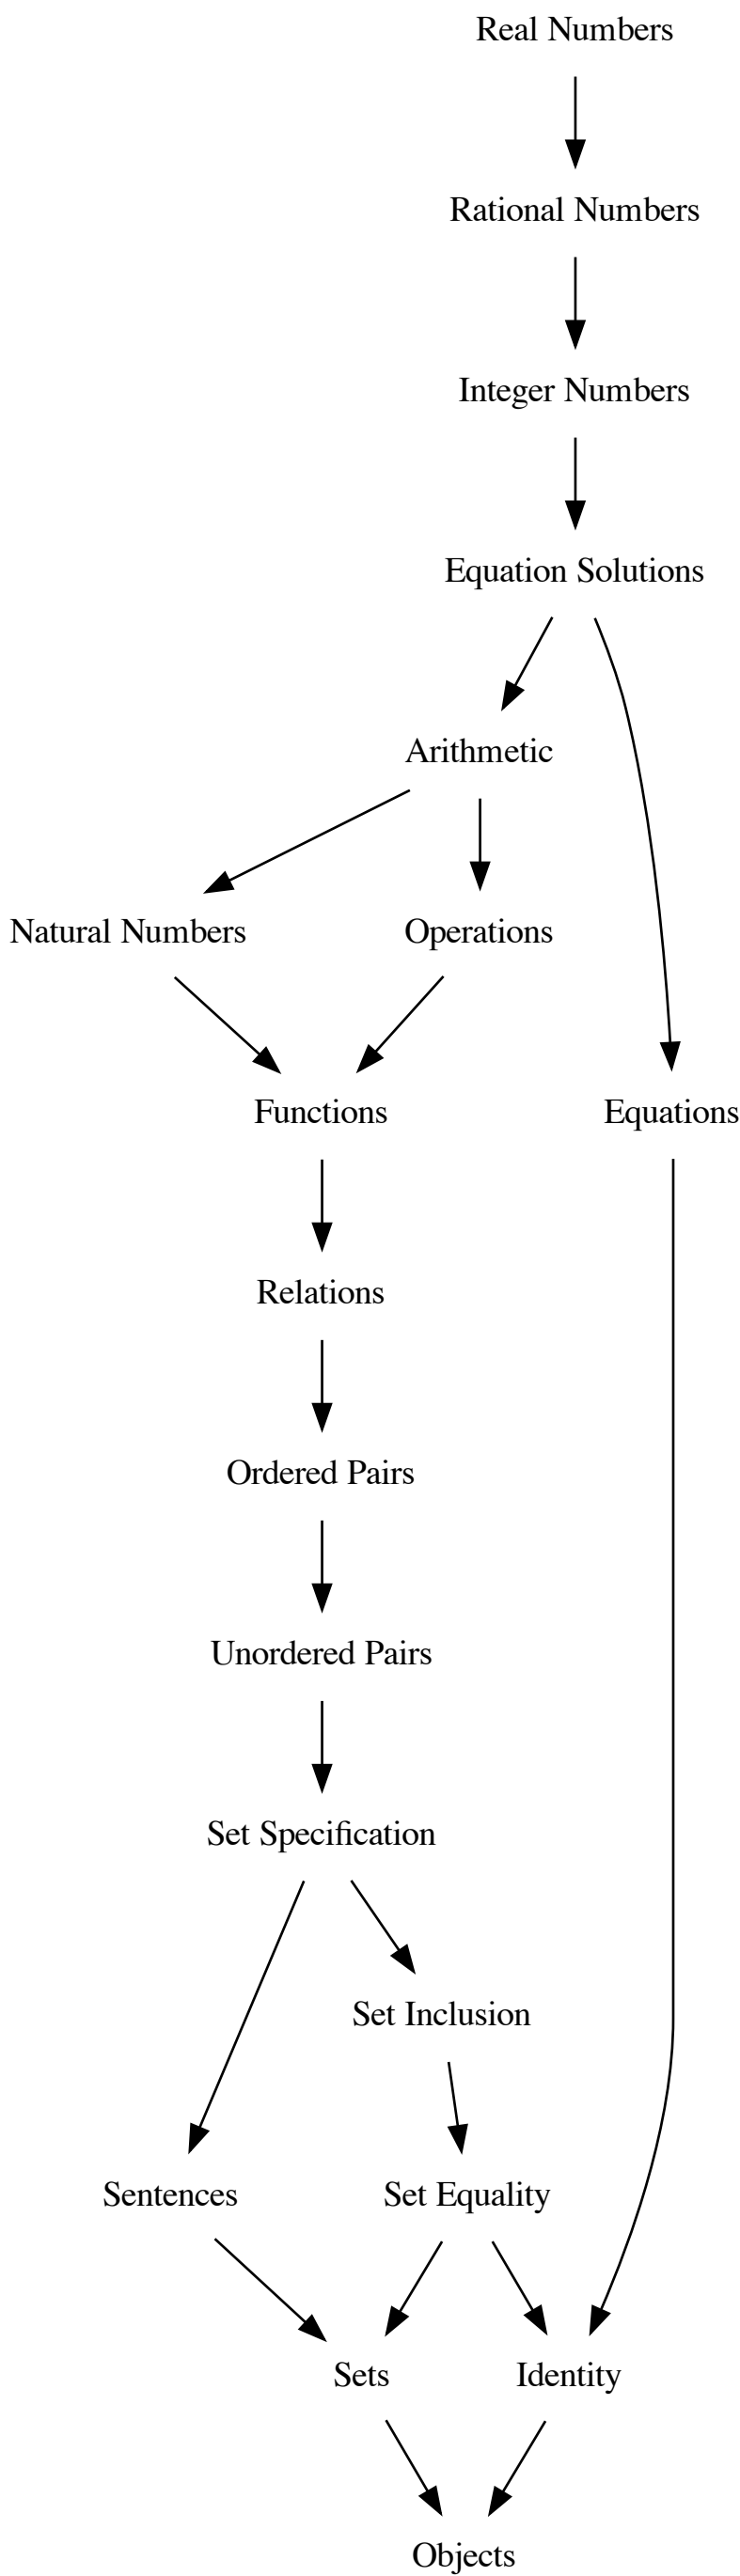 Real Numbers
Rational Numbers
Integer Numbers
Equation Solutions
Arithmetic
Natural Numbers
Operations
Functions
Equations
Relations
Ordered Pairs
Unordered Pairs
Set Specification
Set Inclusion
Sentences
Set Equality
Sets
Identity
Objects